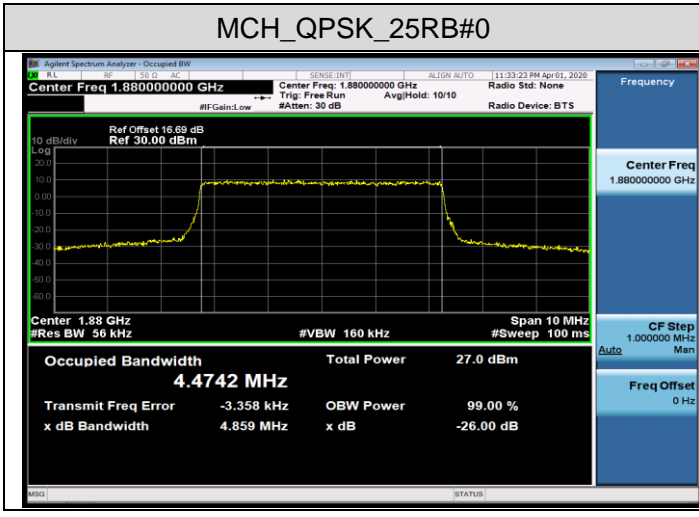 MCH_QPSK_25RB#0
Agilent Spectrum Analyzer - Occupied BW
RL RF 50 Ω AC SENSE:INT ALIGN AUTO 11:33:23 PM Apr 01, 2020
Center Freq 1.880000000 GHz
Center Freq: 1.880000000 GHz
Radio Std: None
Trig: Free Run Avg|Hold: 10/10
#IFGain:Low
#Atten: 30 dB
Radio Device: BTS
Ref Offset 16.69 dB
10 dB/div Ref 30.00 dBm
Log
20.0
10.0
0.00
-10.0
-20.0
-30.0
-40.0
-50.0
-60.0
Center 1.88 GHz Span 10 MHz
#Res BW 56 kHz #VBW 160 kHz #Sweep 100 ms
Occupied Bandwidth Total Power 27.0 dBm
4.4742 MHz
Transmit Freq Error -3.358 kHz OBW Power 99.00 %
x dB Bandwidth 4.859 MHz x dB -26.00 dB
MSG STATUS
Frequency
Center Freq
1.880000000 GHz
CF Step
1.000000 MHz
Auto Man
Freq Offset
0 Hz